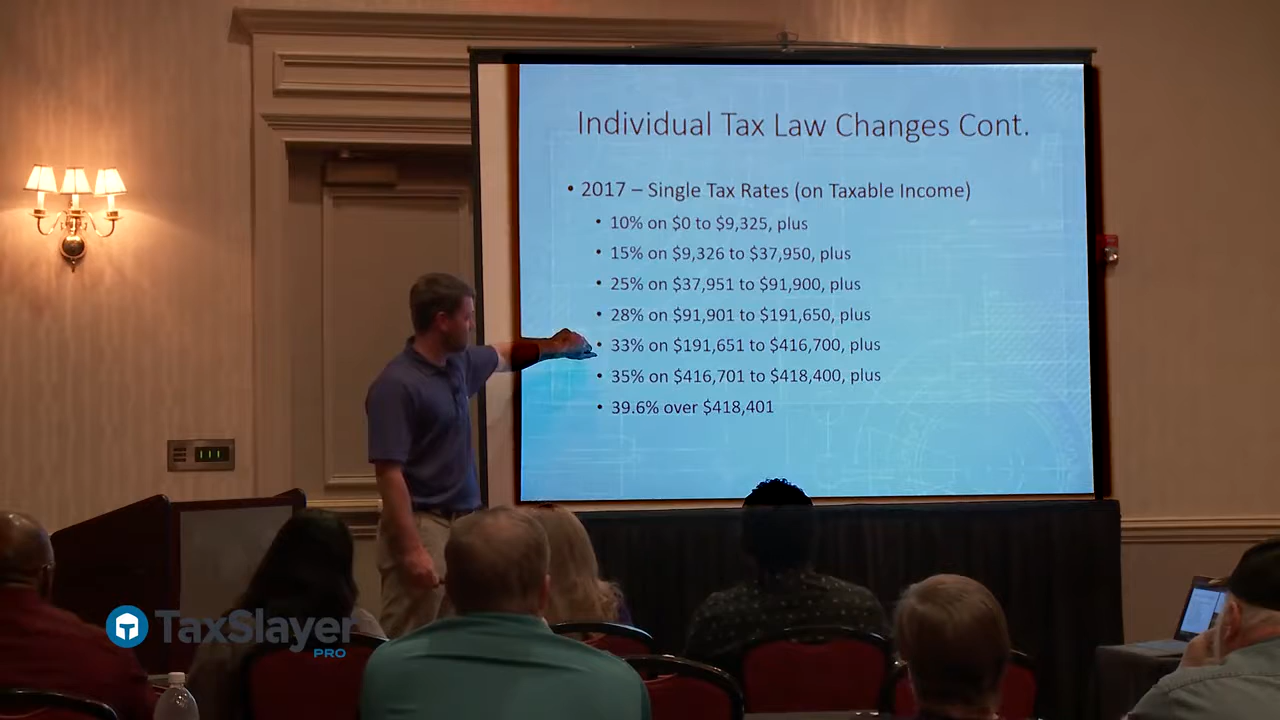 Individual Tax Law Changes Cont.
• 2017 – Single Tax Rates (on Taxable Income)
• 10% on $0 to $9,325, plus
• 15% on $9,326 to $37,950, plus
• 25% on $37,951 to $91,900, plus
• 28% on $91,901 to $191,650, plus
• 33% on $191,651 to $416,700, plus
• 35% on $416,701 to $418,400, plus
• 39.6% over $418,401
TaxSlayer
PRO